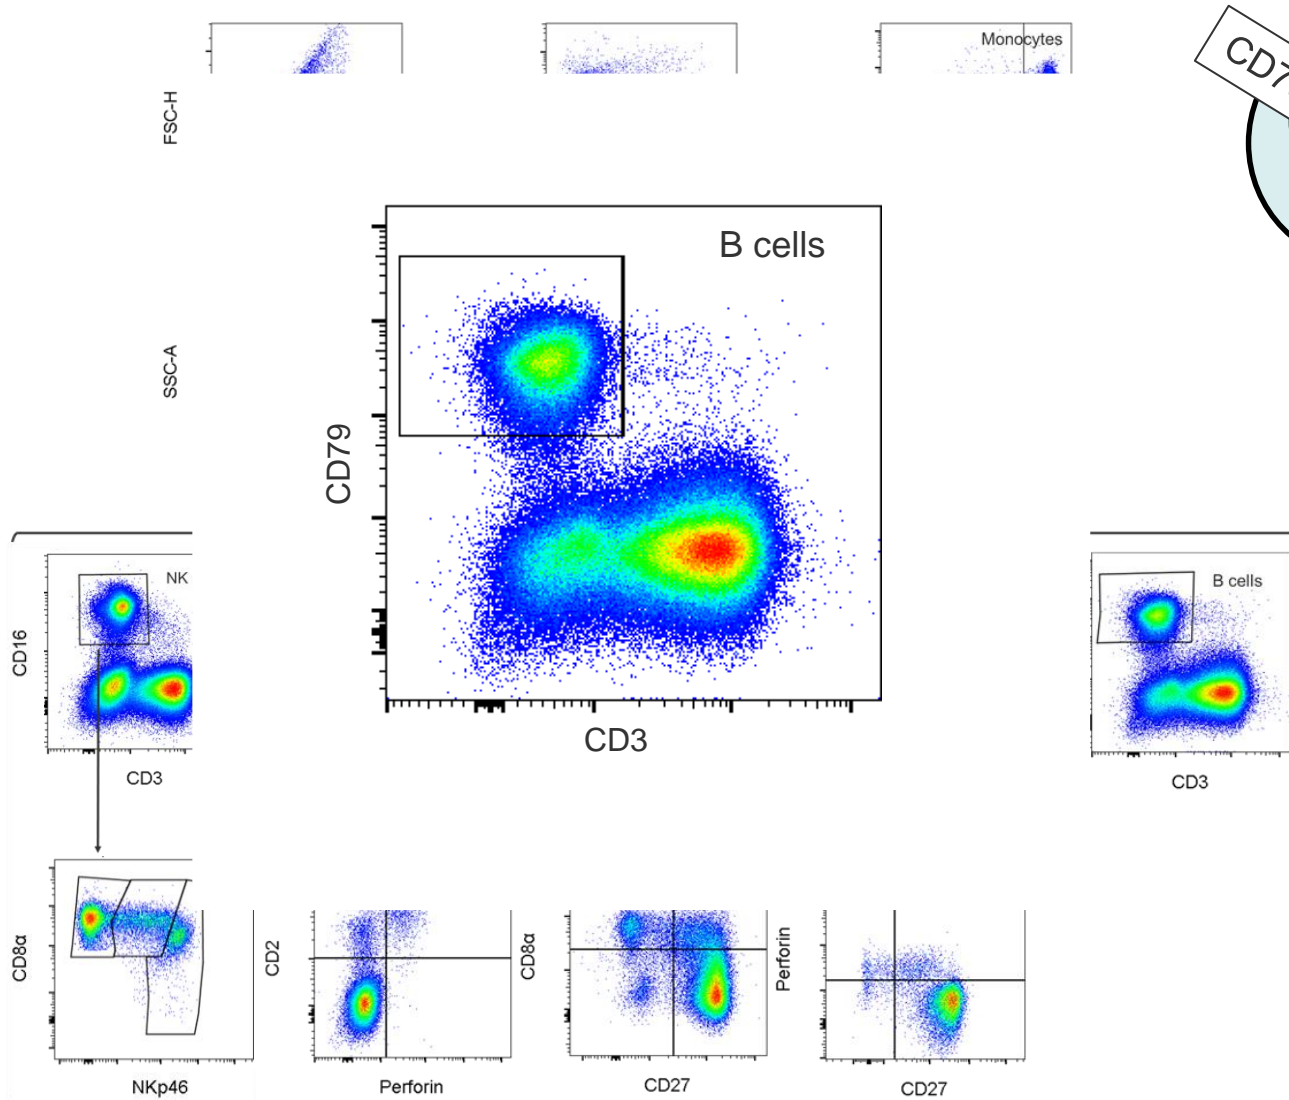 Monocytes
CD7
FSC-H
B cells
SSC-A
CD79
CD3
NK
CD16
CD3
B cells
CD3
CD8α
CD2
CD8α
Perforin
NKp46
Perforin
CD27
CD27